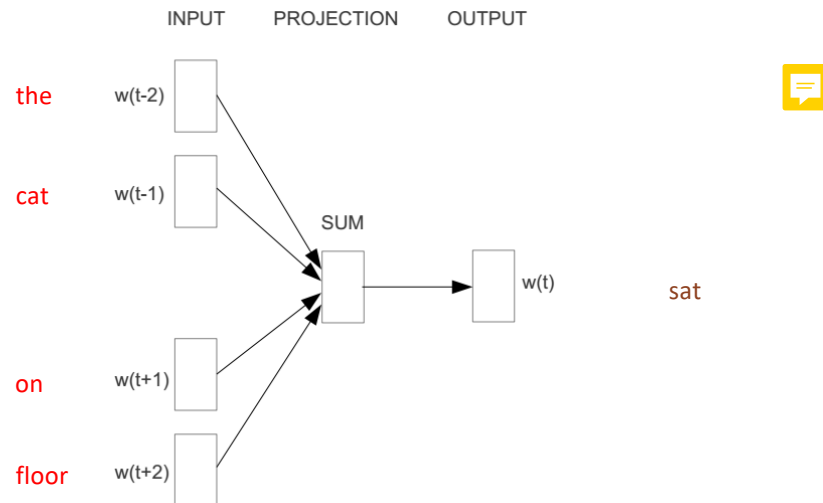 INPUT PROJECTION OUTPUT
the w(t-2)
cat w(t-1)
SUM
w(t) sat
on w(t+1)
floor w(t+2)